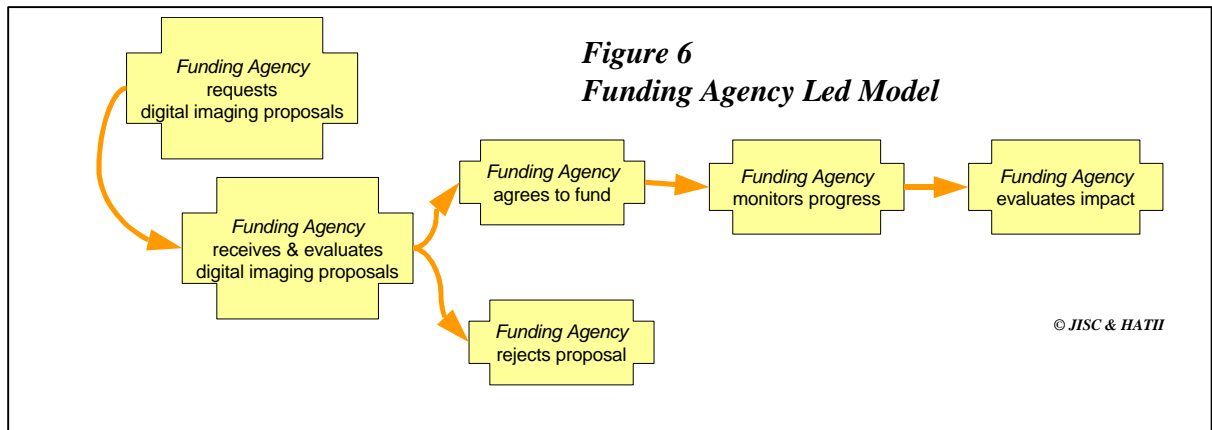 Figure 6
Funding Agency Led Model
Funding Agency
requests
digital imaging proposals
Funding Agency
receives & evaluates
digital imaging proposals
Funding Agency
agrees to fund
Funding Agency
monitors progress
Funding Agency
evaluates impact
Funding Agency
rejects proposal
© JISC & HATII